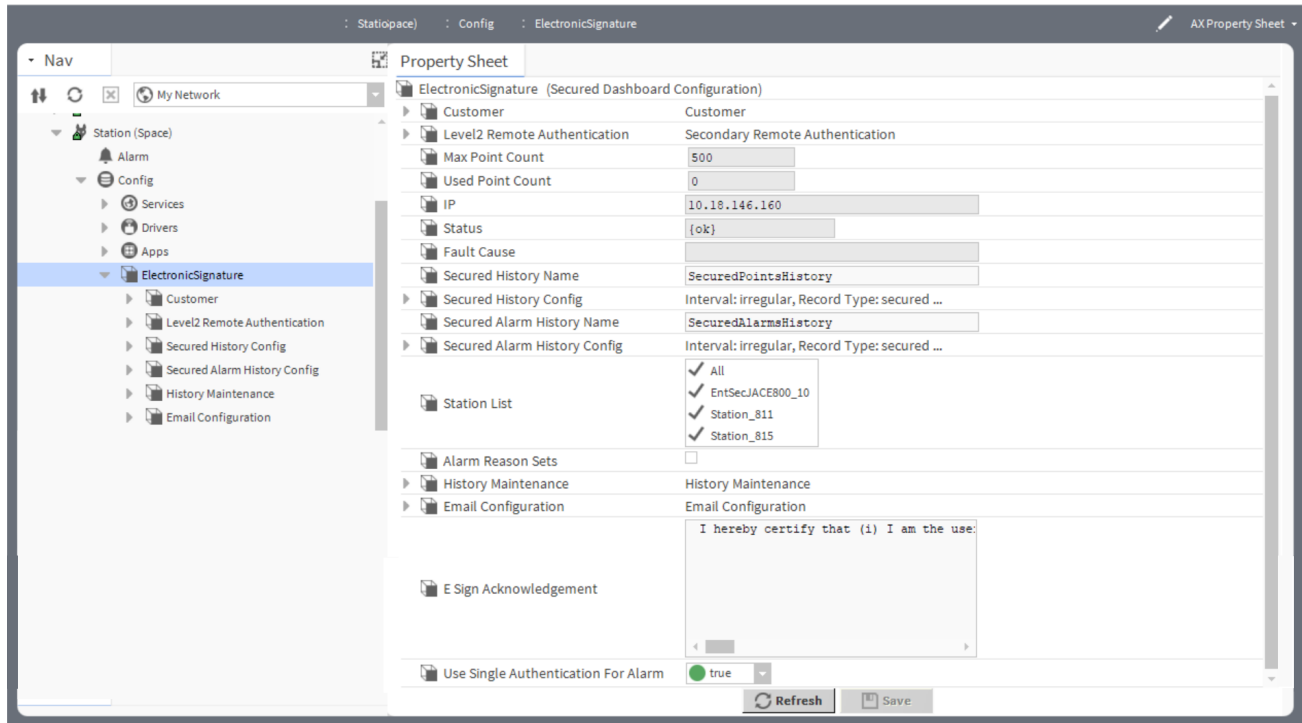 : Statiopace) : Config : ElectronicSignature AX Property Sheet
Nav
My Network
Station (Space)
Alarm
Config
Services
Drivers
Apps
ElectronicSignature
Customer
Level2 Remote Authentication
Secured History Config
Secured Alarm History Config
History Maintenance
Email Configuration
Property Sheet
ElectronicSignature (Secured Dashboard Configuration)
Customer Customer
Level2 Remote Authentication Secondary Remote Authentication
Max Point Count 500
Used Point Count 0
IP 10.18.146.160
Status {ok}
Fault Cause
Secured History Name SecuredPointsHistory
Secured History Config Interval: irregular, Record Type: secured ...
Secured Alarm History Name SecuredAlarmsHistory
Secured Alarm History Config Interval: irregular, Record Type: secured ...
Station List
All
EntSecJACE800_10
Station_811
Station_815
Alarm Reason Sets
History Maintenance History Maintenance
Email Configuration Email Configuration
I hereby certify that (i) I am the use
E Sign Acknowledgement
Use Single Authentication For Alarm true
Refresh Save